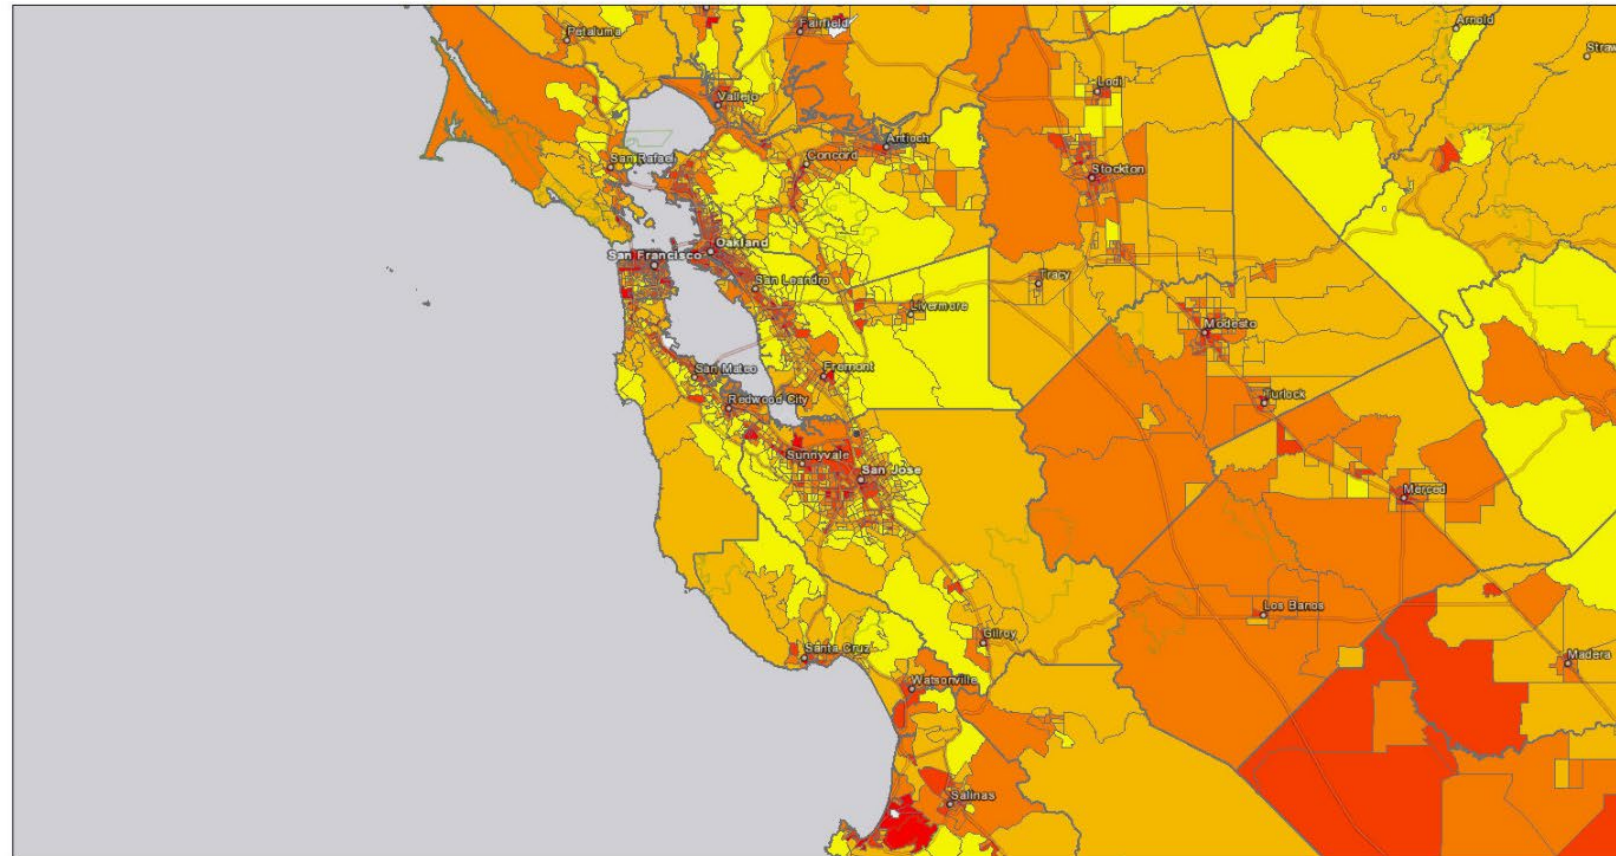 Fairfield
Arnold
Petaluma
Straw
Lodi
Vallejo
Antioch
San Rafael
Concord
Stockton
Oakland
San Francisco
San Leandro
Tracy
Livermore
Modesto
San Mateo
Fremont
Redwood City
Turlock
Sunnyvale
San Jose
Merced
Los Banos
Gilroy
Santa Cruz
Madera
Watsonville
Salinas